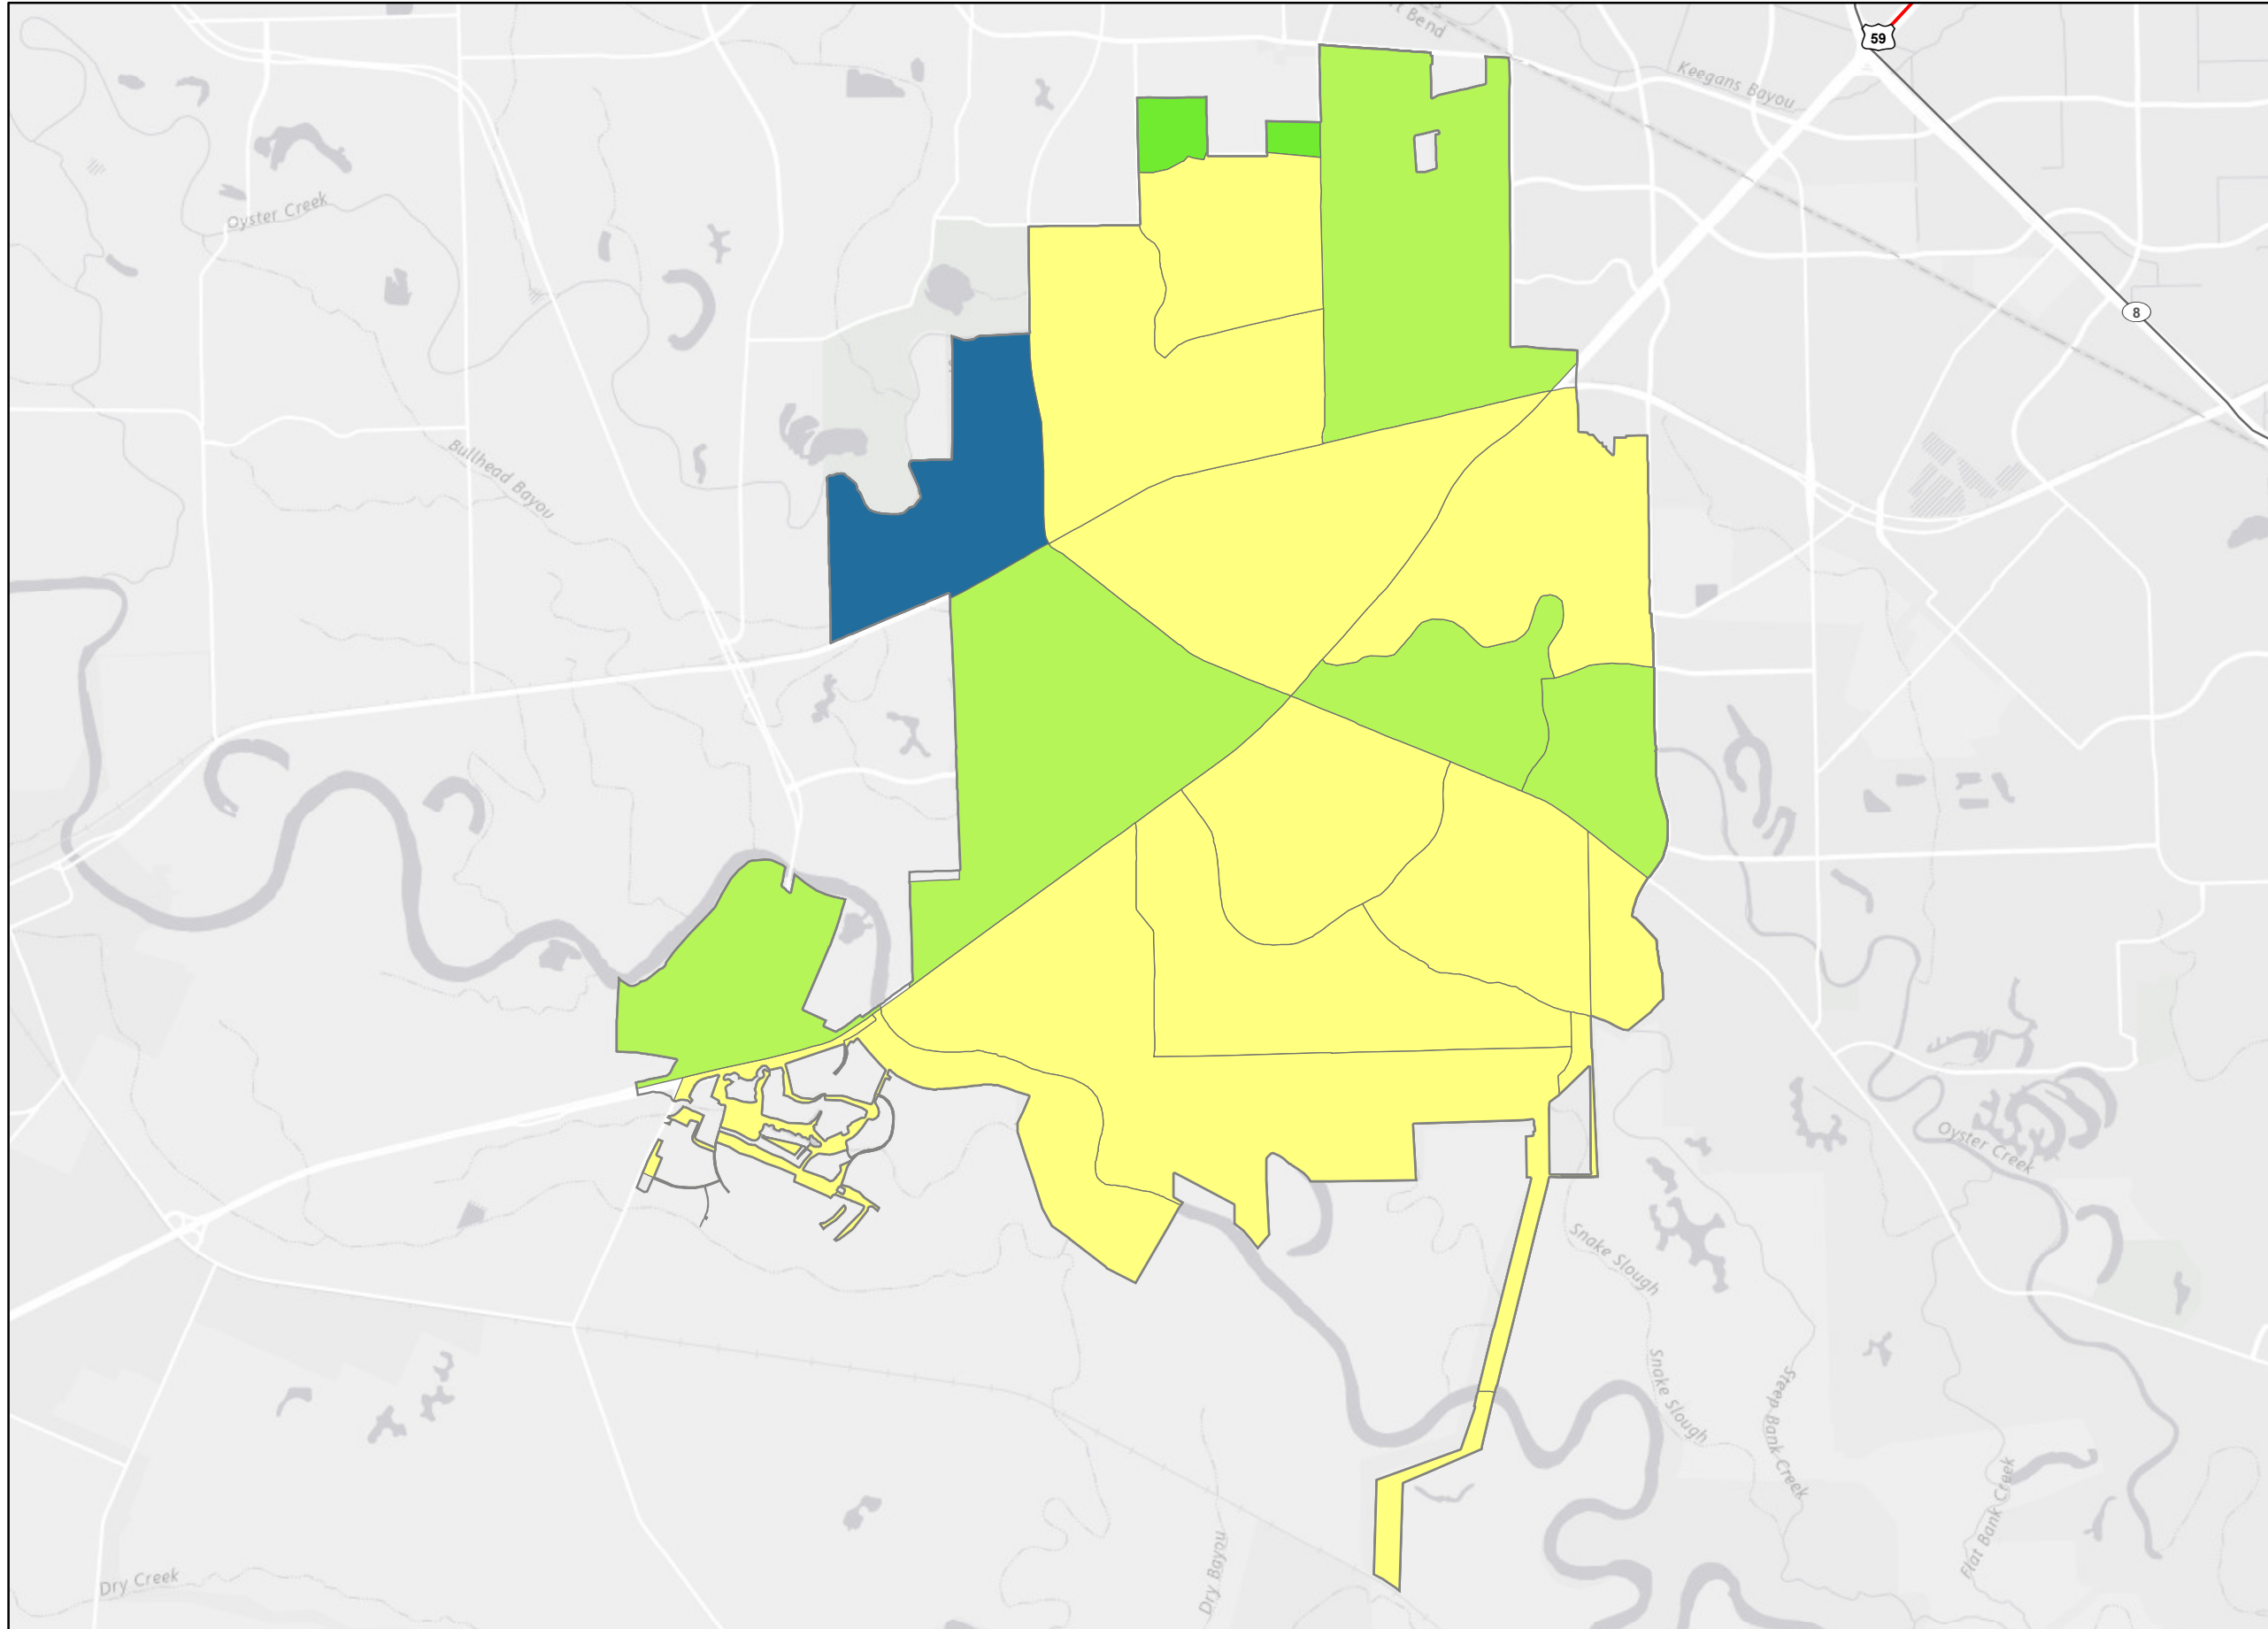 Bend
59
Keegans Bayou
Oyster Creek
8
Bullhead Bayou
Oyster Creek
Snake Slough
Snake Slough
Steep Bank Creek
Flat Bank Creek
Dry Bayou
Dry Creek